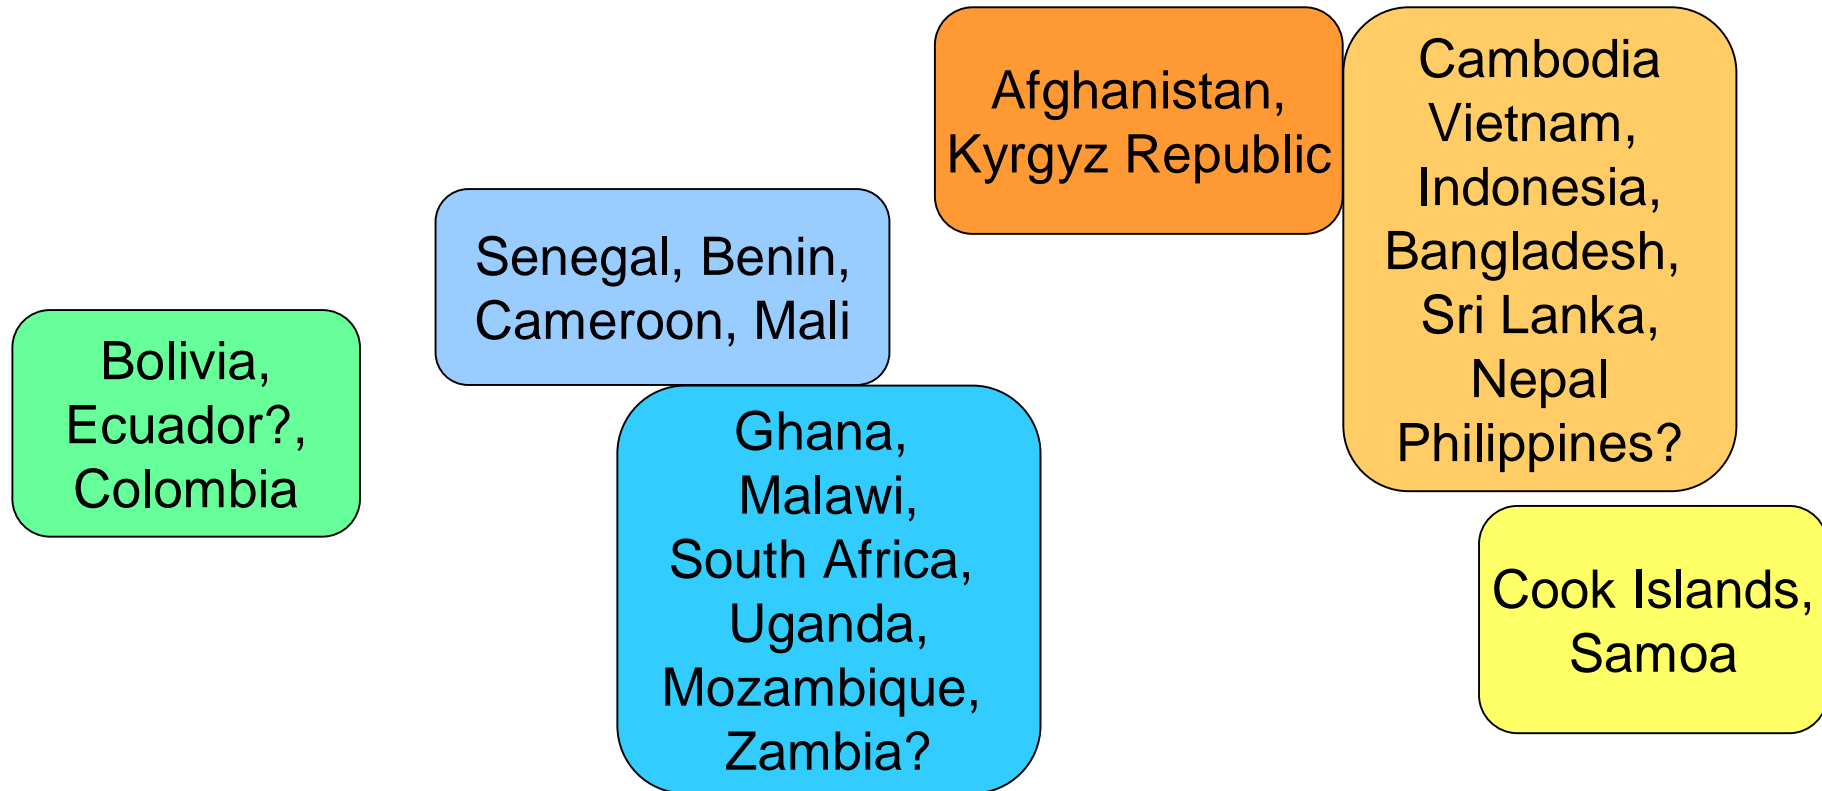 Afghanistan,
Kyrgyz Republic
Cambodia
Vietnam,
Indonesia,
Bangladesh,
Sri Lanka,
Nepal
Philippines?
Senegal, Benin,
Cameroon, Mali
Bolivia,
Ecuador?,
Colombia
Ghana,
Malawi,
South Africa,
Uganda,
Mozambique,
Zambia?
Cook Islands,
Samoa